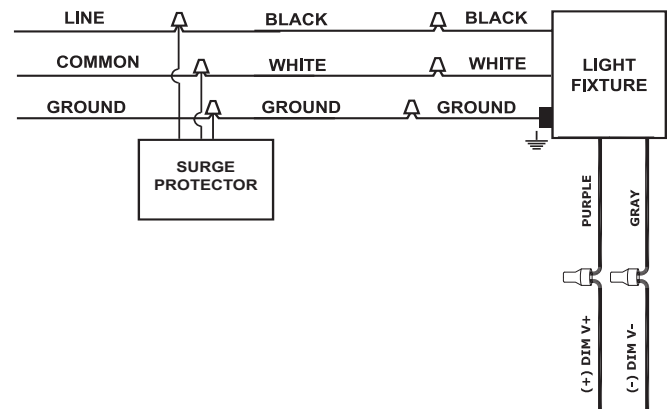 LINE BLACK BLACK
COMMON WHITE WHITE
GROUND GROUND GROUND
LIGHT
FIXTURE
SURGE
PROTECTOR
PURPLE
GRAY
(+) DIM V+
(-) DIM V-